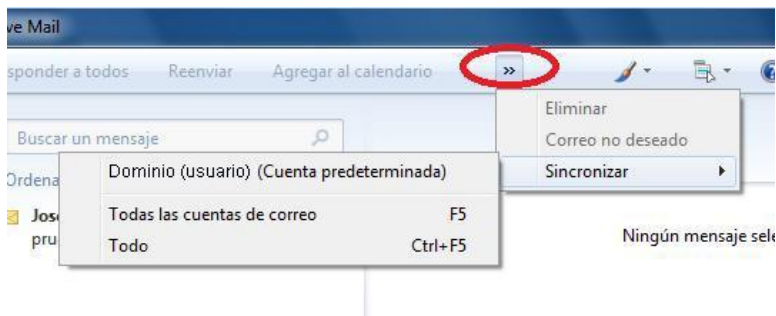 ve Mail
sponder a todos Reenviar Agregar al calendario »
Eliminar
Buscar un mensaje
Correo no deseado
Ordena
Dominio (usuario) (Cuenta predeterminada)
Sincronizar
Jose
Todas las cuentas de correo F5
pru
Todo Ctrl+F5
Ningún mensaje sele